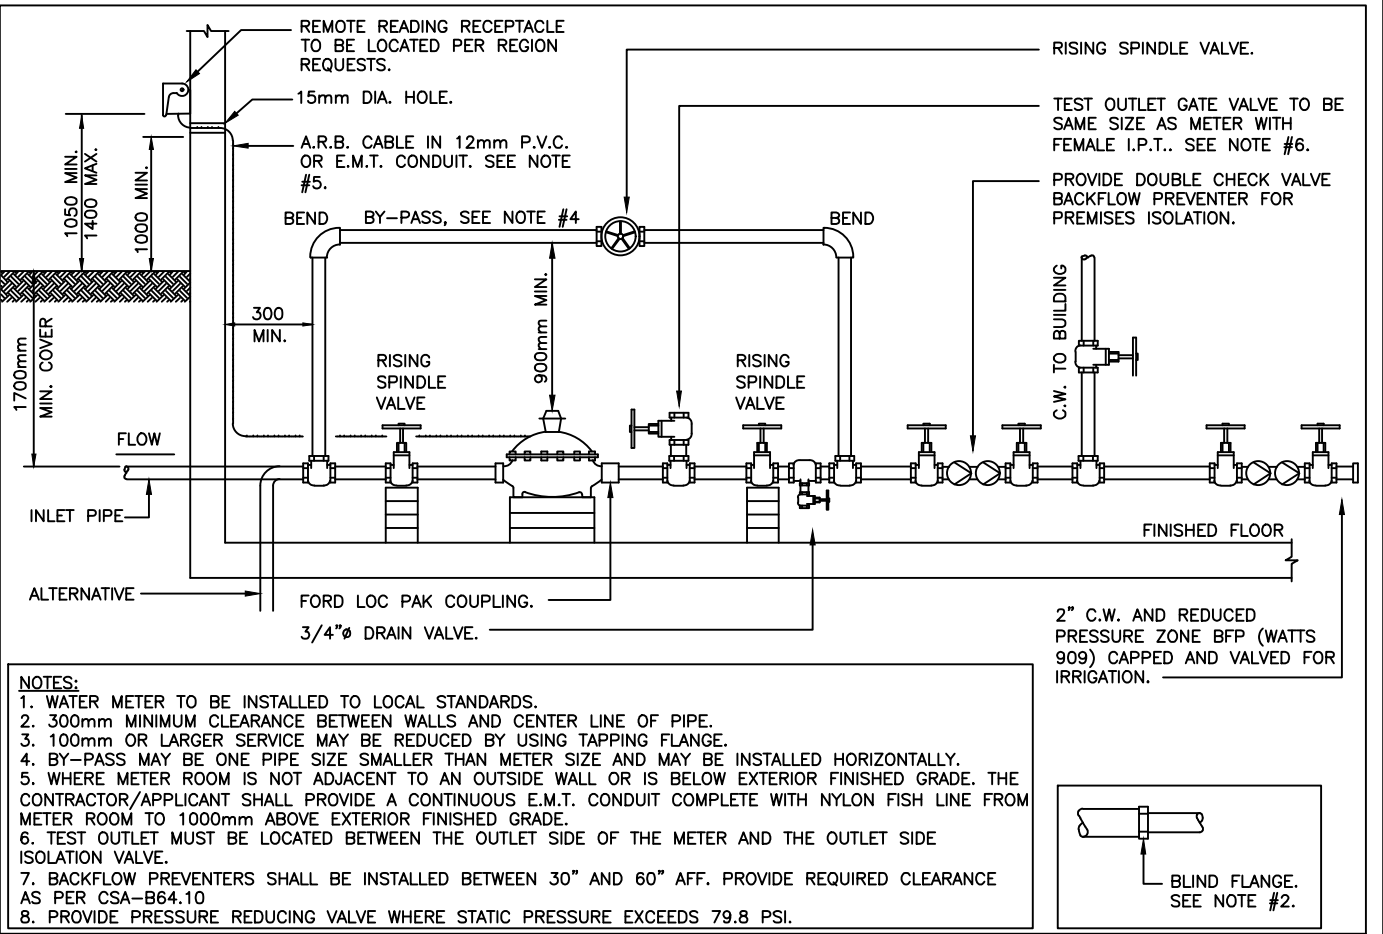 REMOTE READING RECEPTACLE
TO BE LOCATED PER REGION
REQUESTS.
15mm DIA. HOLE.
A.R.B. CABLE IN 12mm P.V.C.
OR E.M.T. CONDUIT. SEE NOTE
#5.
RISING SPINDLE VALVE.
TEST OUTLET GATE VALVE TO BE
SAME SIZE AS METER WITH
FEMALE I.P.T.. SEE NOTE #6.
PROVIDE DOUBLE CHECK VALVE
BACKFLOW PREVENTER FOR
PREMISES ISOLATION.
1050 MIN.
1400 MAX.
1000 MIN.
BEND
BY-PASS, SEE NOTE #4
BEND
300
MIN.
900mm MIN.
C.W. TO BUILDING
1700mm
MIN. COVER
RISING
SPINDLE
VALVE
RISING
SPINDLE
VALVE
FLOW
INLET PIPE
ALTERNATIVE
FINISHED FLOOR
FORD LOC PAK COUPLING.
3/4"ø DRAIN VALVE.
2" C.W. AND REDUCED
PRESSURE ZONE BFP (WATTS
909) CAPPED AND VALVED FOR
IRRIGATION.
NOTES:
1. WATER METER TO BE INSTALLED TO LOCAL STANDARDS.
2. 300mm MINIMUM CLEARANCE BETWEEN WALLS AND CENTER LINE OF PIPE.
3. 100mm OR LARGER SERVICE MAY BE REDUCED BY USING TAPPING FLANGE.
4. BY-PASS MAY BE ONE PIPE SIZE SMALLER THAN METER SIZE AND MAY BE INSTALLED HORIZONTALLY.
5. WHERE METER ROOM IS NOT ADJACENT TO AN OUTSIDE WALL OR IS BELOW EXTERIOR FINISHED GRADE. THE
CONTRACTOR/APPLICANT SHALL PROVIDE A CONTINUOUS E.M.T. CONDUIT COMPLETE WITH NYLON FISH LINE FROM
METER ROOM TO 1000mm ABOVE EXTERIOR FINISHED GRADE.
6. TEST OUTLET MUST BE LOCATED BETWEEN THE OUTLET SIDE OF THE METER AND THE OUTLET SIDE
ISOLATION VALVE.
7. BACKFLOW PREVENTERS SHALL BE INSTALLED BETWEEN 30" AND 60" AFF. PROVIDE REQUIRED CLEARANCE
AS PER CSA-B64.10
8. PROVIDE PRESSURE REDUCING VALVE WHERE STATIC PRESSURE EXCEEDS 79.8 PSI.
BLIND FLANGE.
SEE NOTE #2.